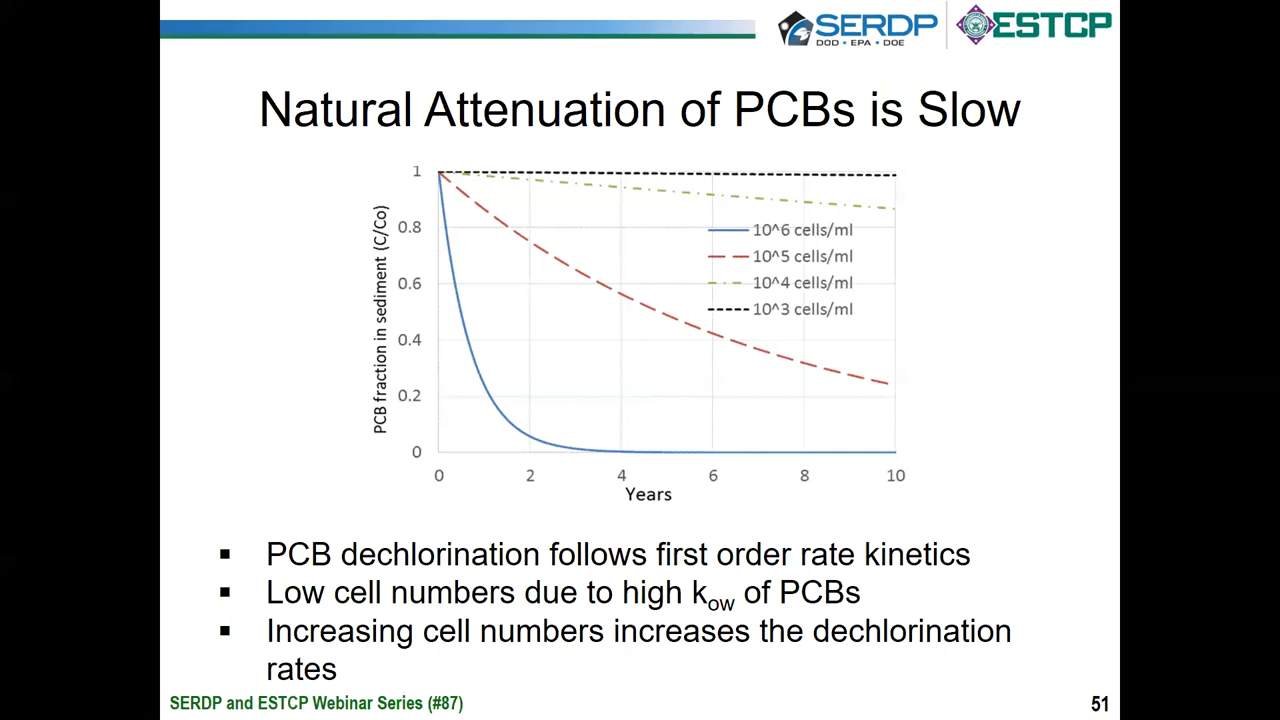 SERDP
DOD • EPA • DOE
ESTCP
Natural Attenuation of PCBs is Slow
1
0.8
0.6
0.4
0.2
0
PCB fraction in sediment (C/Co)
10^6 cells/ml
10^5 cells/ml
10^4 cells/ml
10^3 cells/ml
0 2 4 6 8 10
Years
▪ PCB dechlorination follows first order rate kinetics
▪ Low cell numbers due to high kow of PCBs
▪ Increasing cell numbers increases the dechlorination
rates
SERDP and ESTCP Webinar Series (#87)
51